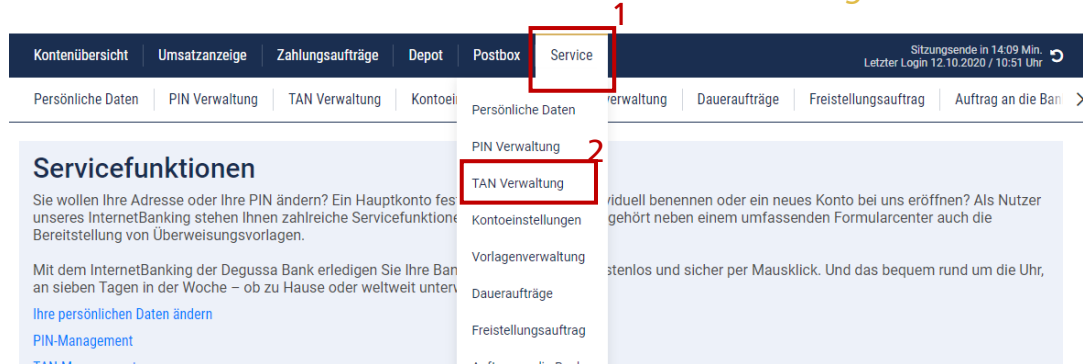 1
Kontenübersicht Umsatzanzeige Zahlungsaufträge Depot Postbox Service
Sitzungsende in 14:09 Min.
Letzter Login 12.10.2020 / 10:51 Uhr
Persönliche Daten PIN Verwaltung TAN Verwaltung Daueraufträge Freistellungsauftrag Auftrag an die
Persönliche Daten
PIN Verwaltung
2
TAN Verwaltung
Kontoeinstellungen
Vorlagenverwaltung
Daueraufträge
Freistellungsauftrag
Servicefunktionen
Sie wollen Ihre Adresse oder Ihre PIN ändern? Ein Hauptkonto benennen oder ein neues Konto bei uns eröffnen? Als Nutzer
unseres InternetBanking stehen Ihnen zahlreiche gehört neben einem umfassenden Formularcenter auch die
Bereitstellung von Überweisungsvorlagen.
Mit dem InternetBanking der Degussa Bank erledigen Sie Ihre und sicher per Mausklick. Und das bequem rund um die Uhr,
an sieben Tagen in der Woche – ob zu Hause oder weltweit
Ihre persönlichen Daten ändern
PIN-Management